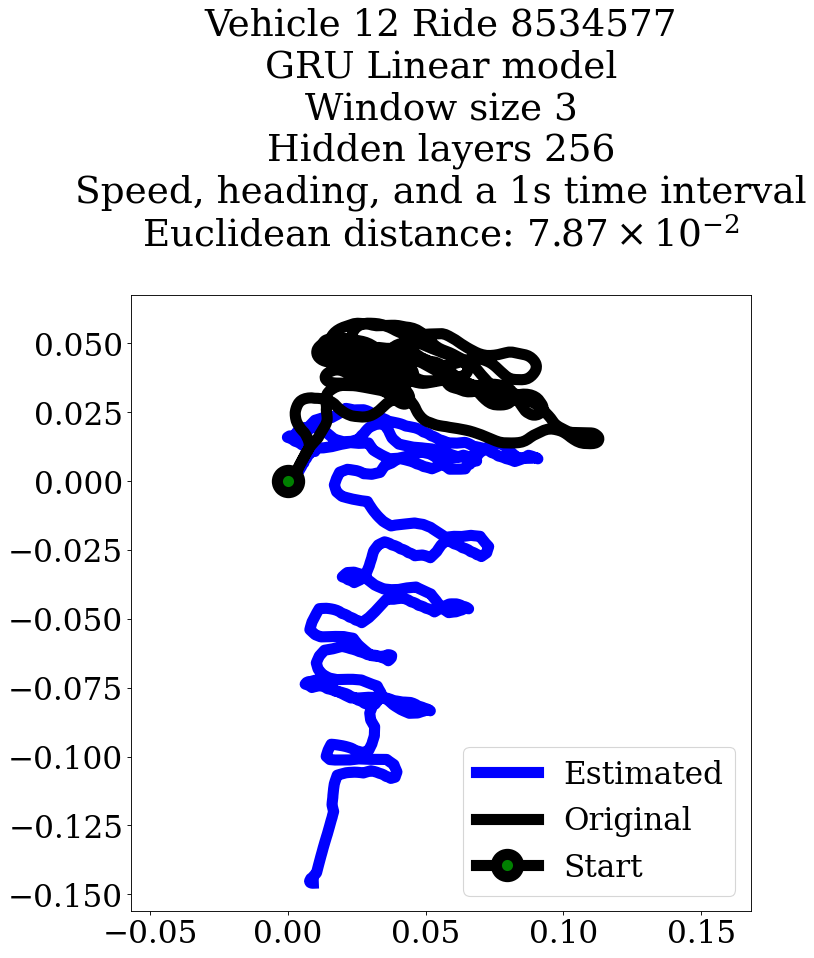 Vehicle 12 Ride 8534577
GRU Linear model
Window size 3
Hidden layers 256
Speed, heading, and a 1s time interval
Euclidean distance: 7.87 × 10⁻²
0.050
0.025
0.000
−0.025
−0.050
−0.075
−0.100
−0.125
−0.150
Estimated
Original
Start
−0.05 0.00 0.05 0.10 0.15